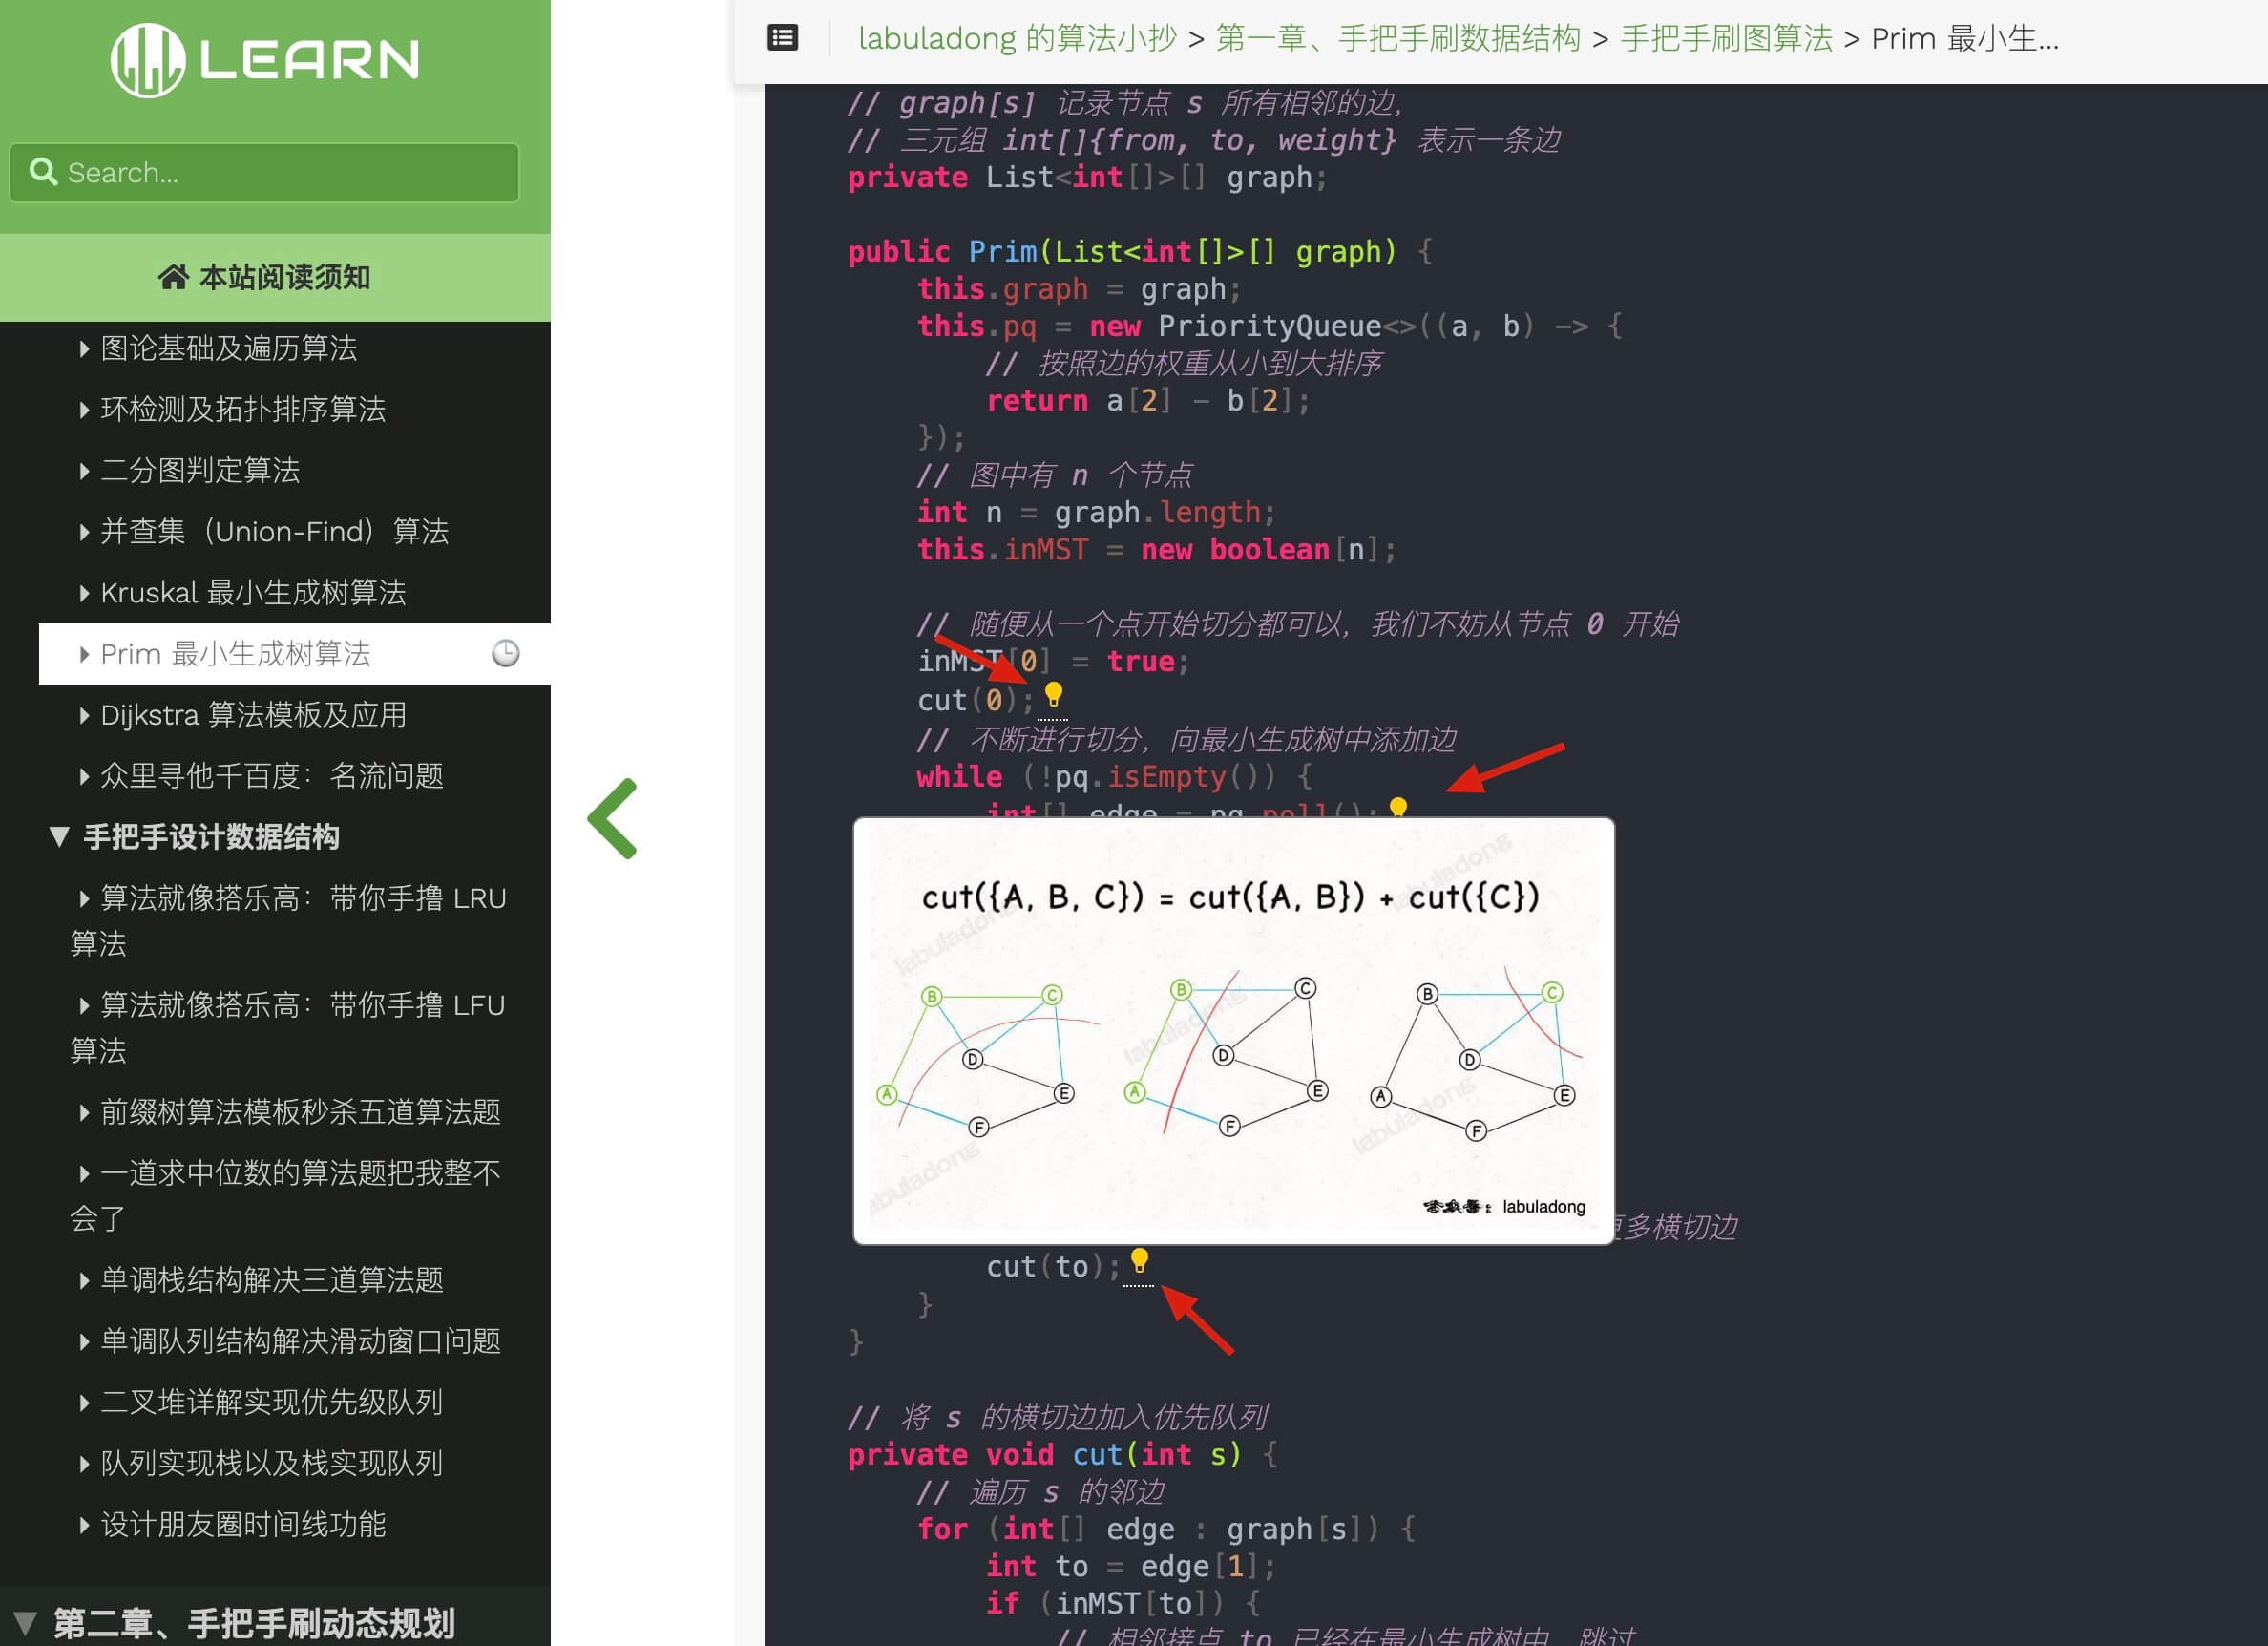 LEARN
Search...
本站阅读须知
图论基础及遍历算法
环检测及拓扑排序算法
二分图判定算法
并查集（Union-Find）算法
Kruskal 最小生成树算法
Prim 最小生成树算法
Dijkstra 算法模板及应用
众里寻他千百度：名流问题
手把手设计数据结构
算法就像搭乐高：带你手撸 LRU
算法
算法就像搭乐高：带你手撸 LFU
算法
前缀树算法模板秒杀五道算法题
一道求中位数的算法题把我整不
会了
单调栈结构解决三道算法题
单调队列结构解决滑动窗口问题
二叉堆详解实现优先级队列
队列实现栈以及栈实现队列
设计朋友圈时间线功能
第二章、手把手刷动态规划
labuladong 的算法小抄 > 第一章、手把手刷数据结构 > 手把手刷图算法 > Prim 最小生...
// graph[s] 记录节点 s 所有相邻的边，
// 三元组 int[]{from, to, weight} 表示一条边
private List<int[]>[] graph;
public Prim(List<int[]>[] graph) {
this.graph = graph;
this.pq = new PriorityQueue<>((a, b) -> {
// 按照边的权重从小到大排序
return a[2] - b[2];
});
// 图中有 n 个节点
int n = graph.length;
this.inMST = new boolean[n];
// 随便从一个点开始切分都可以，我们不妨从节点 0 开始
inMST[0] = true;
cut(0);
// 不断进行切分，向最小生成树中添加边
while (!pq.isEmpty()) {
int[] edge = pq.poll();
cut({A, B, C}) = cut({A, B}) + cut({C})
B C D A E F
B C D A E F
B C D A E F
labuladong
labuladong
labuladong
labuladong
labuladong
labuladong
多横切边
cut(to);
}
}
// 将 s 的横切边加入优先队列
private void cut(int s) {
// 遍历 s 的邻边
for (int[] edge : graph[s]) {
int to = edge[1];
if (inMST[to]) {
// 相邻接点 to 已经在最小生成树中，跳过